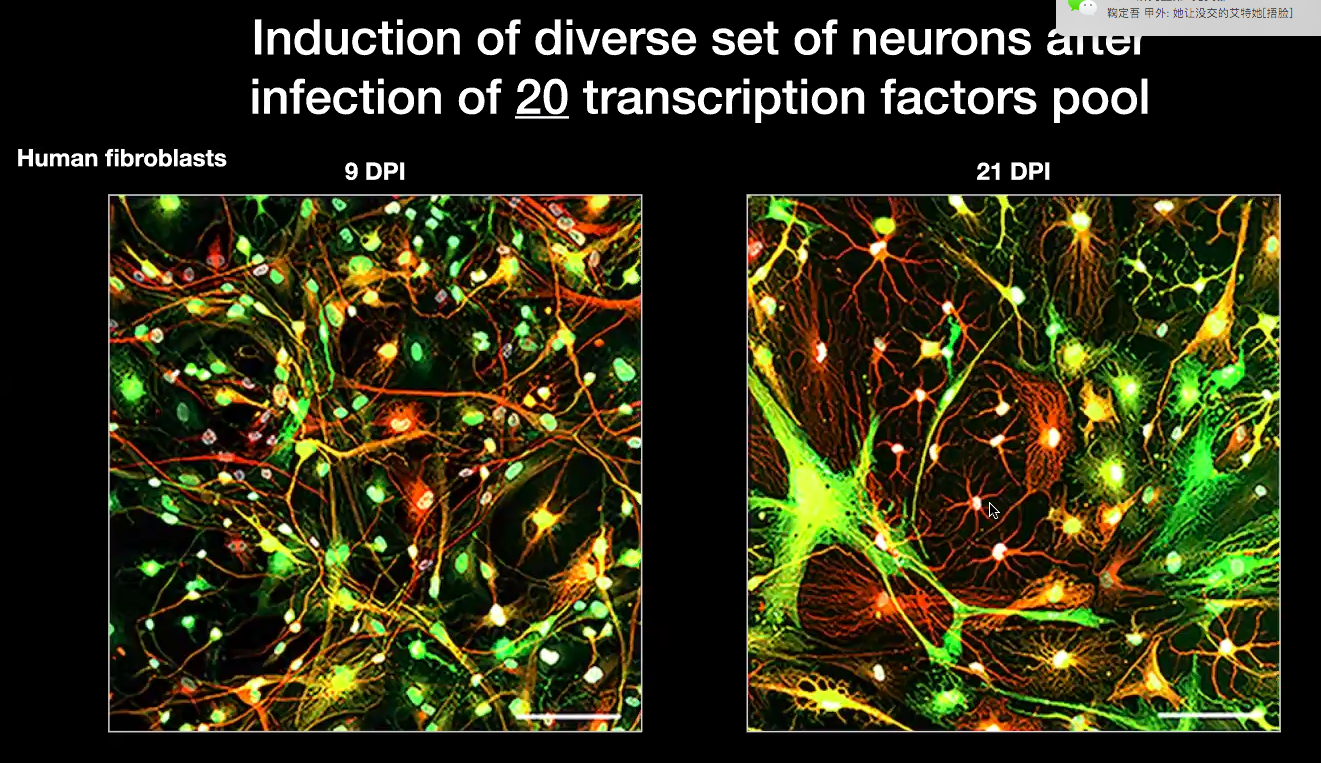 鞠定吾 甲外: 她让没交的艾特她[捂脸]
Induction of diverse set of neurons after
infection of 20 transcription factors pool
Human fibroblasts
9 DPI
21 DPI